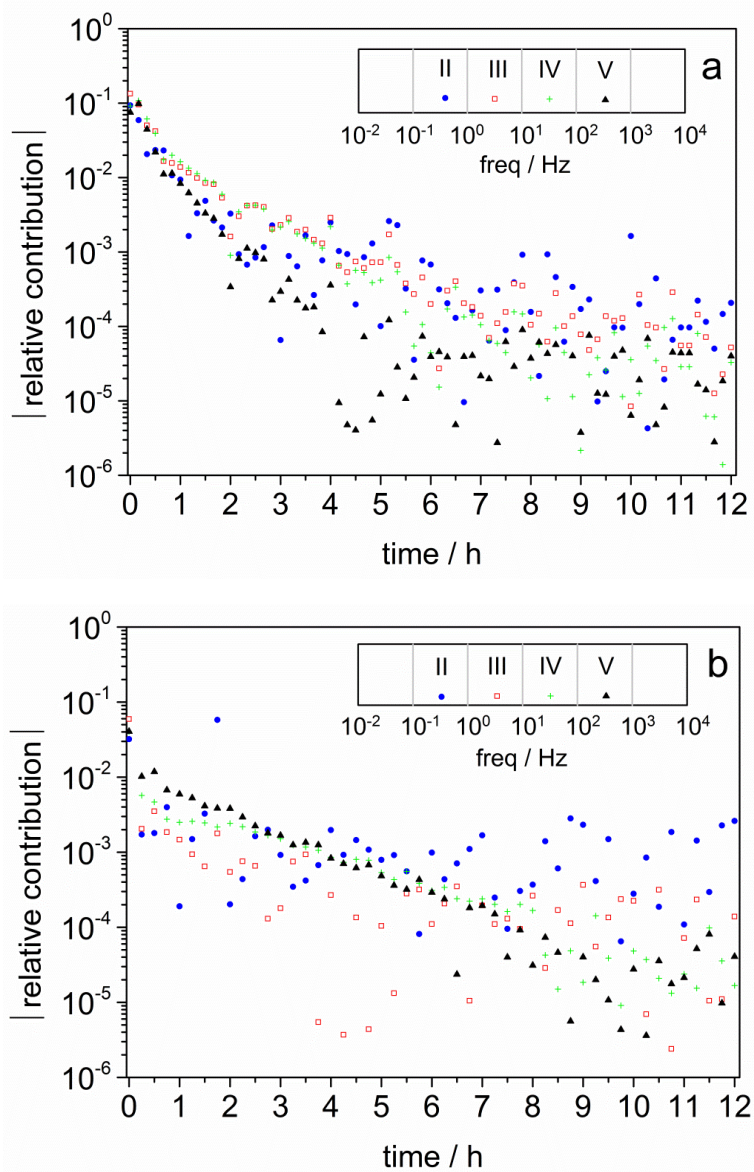 a
II III IV V
10^-2 10^-1 10^0 10^1 10^2 10^3 10^4
freq / Hz
| relative contribution |
10^0
10^-1
10^-2
10^-3
10^-4
10^-5
10^-6
0 1 2 3 4 5 6 7 8 9 10 11 12
time / h
b
II III IV V
10^-2 10^-1 10^0 10^1 10^2 10^3 10^4
freq / Hz
| relative contribution |
10^0
10^-1
10^-2
10^-3
10^-4
10^-5
10^-6
0 1 2 3 4 5 6 7 8 9 10 11 12
time / h